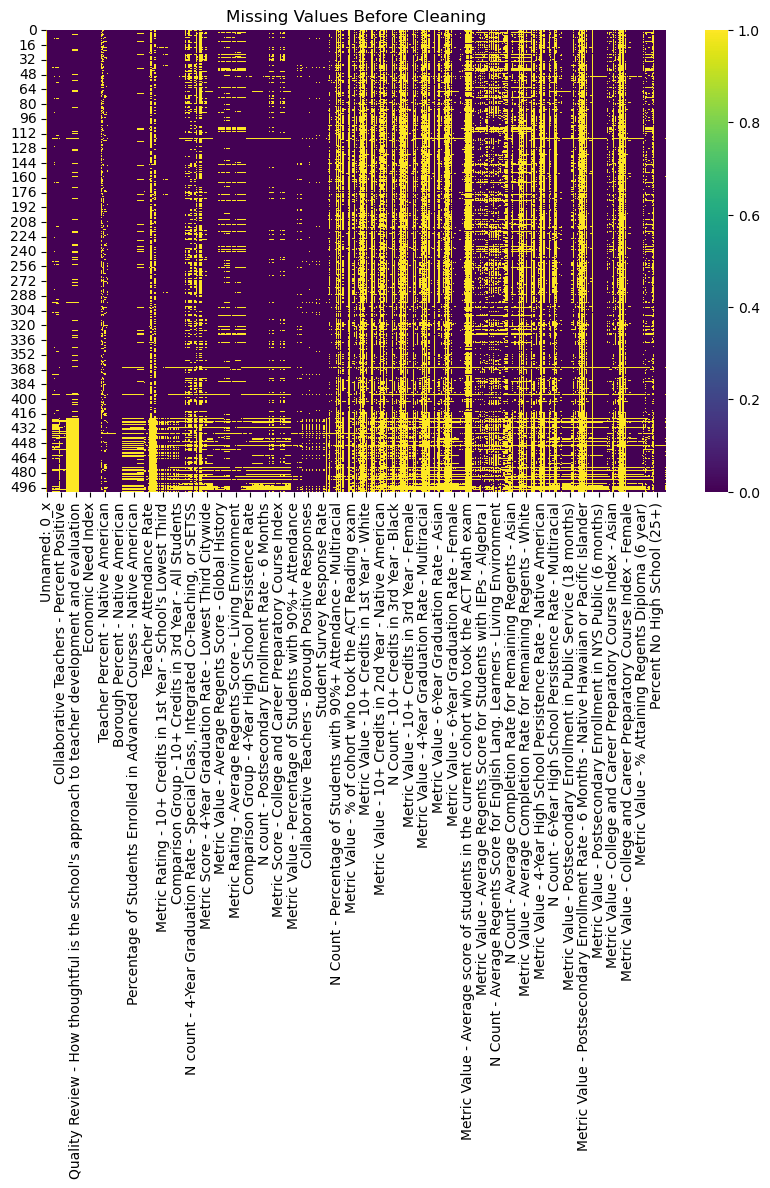 Missing Values Before Cleaning
0
16
32
48
64
80
96
112
128
144
160
176
192
208
224
240
256
272
288
304
320
336
352
368
384
400
416
432
448
464
480
496
1.0
0.8
0.6
0.4
0.2
0.0
Unnamed: 0_x
Collaborative Teachers - Percent Positive
Quality Review - How thoughtful is the school's approach to teacher development and evaluation
Economic Need Index
Teacher Percent - Native American
Borough Percent - Native American
Percentage of Students Enrolled in Advanced Courses - Native American
Teacher Attendance Rate
Metric Rating - 10+ Credits in 1st Year - School's Lowest Third
Comparison Group - 10+ Credits in 3rd Year - All Students
N count - 4-Year Graduation Rate - Special Class, Integrated Co-Teaching, or SETSS
Metric Score - 4-Year Graduation Rate - Lowest Third Citywide
Metric Value - Average Regents Score - Global History
Metric Rating - Average Regents Score - Living Environment
Comparison Group - 4-Year High School Persistence Rate
N count - Postsecondary Enrollment Rate - 6 Months
Metric Score - College and Career Preparatory Course Index
Metric Value - Percentage of Students with 90%+ Attendance
Collaborative Teachers - Borough Positive Responses
Student Survey Response Rate
N Count - Percentage of Students with 90%+ Attendance - Multiracial
Metric Value - % of cohort who took the ACT Reading exam
Metric Value - 10+ Credits in 1st Year - White
Metric Value - 10+ Credits in 2nd Year - Native American
N Count - 10+ Credits in 3rd Year - Black
Metric Value - 10+ Credits in 3rd Year - Female
Metric Value - 4-Year Graduation Rate - Multiracial
Metric Value - 6-Year Graduation Rate - Asian
Metric Value - 6-Year Graduation Rate - Female
Metric Value - Average score of students in the current cohort who took the ACT Math exam
Metric Value - Average Regents Score for Students with IEPs - Algebra I
N Count - Average Regents Score for English Lang. Learners - Living Environment
N Count - Average Completion Rate for Remaining Regents - Asian
Metric Value - Average Completion Rate for Remaining Regents - White
Metric Value - 4-Year High School Persistence Rate - Native American
N Count - 6-Year High School Persistence Rate - Multiracial
Metric Value - Postsecondary Enrollment in Public Service (18 months)
Metric Value - Postsecondary Enrollment Rate - 6 Months - Native Hawaiian or Pacific Islander
Metric Value - Postsecondary Enrollment in NYS Public (6 months)
Metric Value - College and Career Preparatory Course Index - Asian
Metric Value - College and Career Preparatory Course Index - Female
Metric Value - % Attaining Regents Diploma (6 year)
Percent No High School (25+)